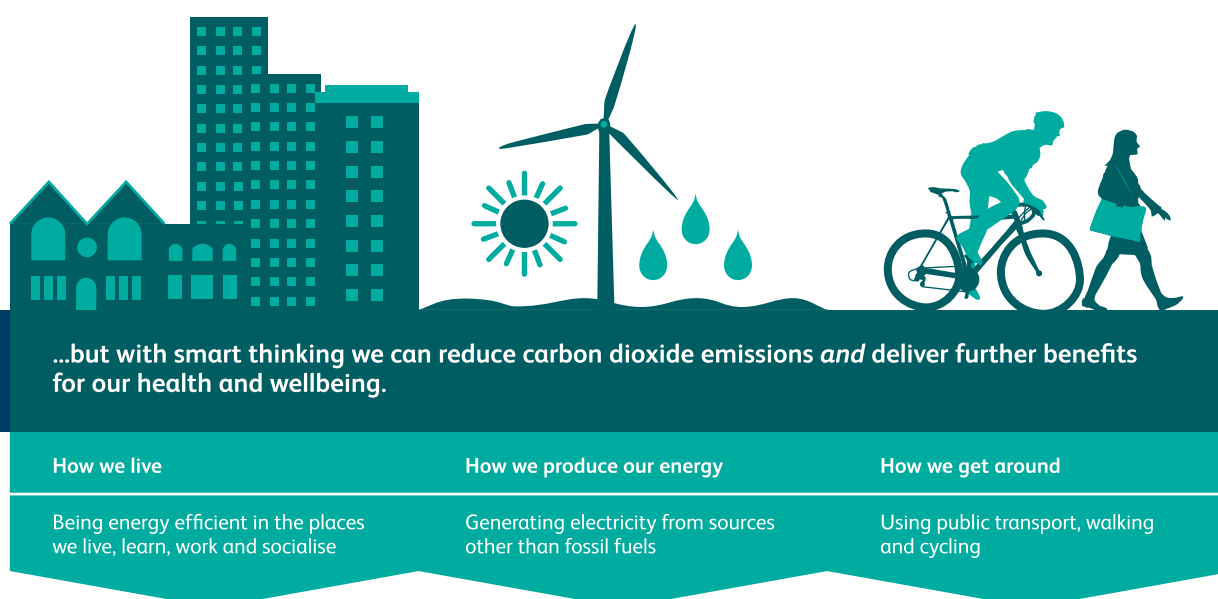 ...but with smart thinking we can reduce carbon dioxide emissions and deliver further benefits
for our health and wellbeing.
How we live
Being energy efficient in the places
we live, learn, work and socialise
How we produce our energy
Generating electricity from sources
other than fossil fuels
How we get around
Using public transport, walking
and cycling